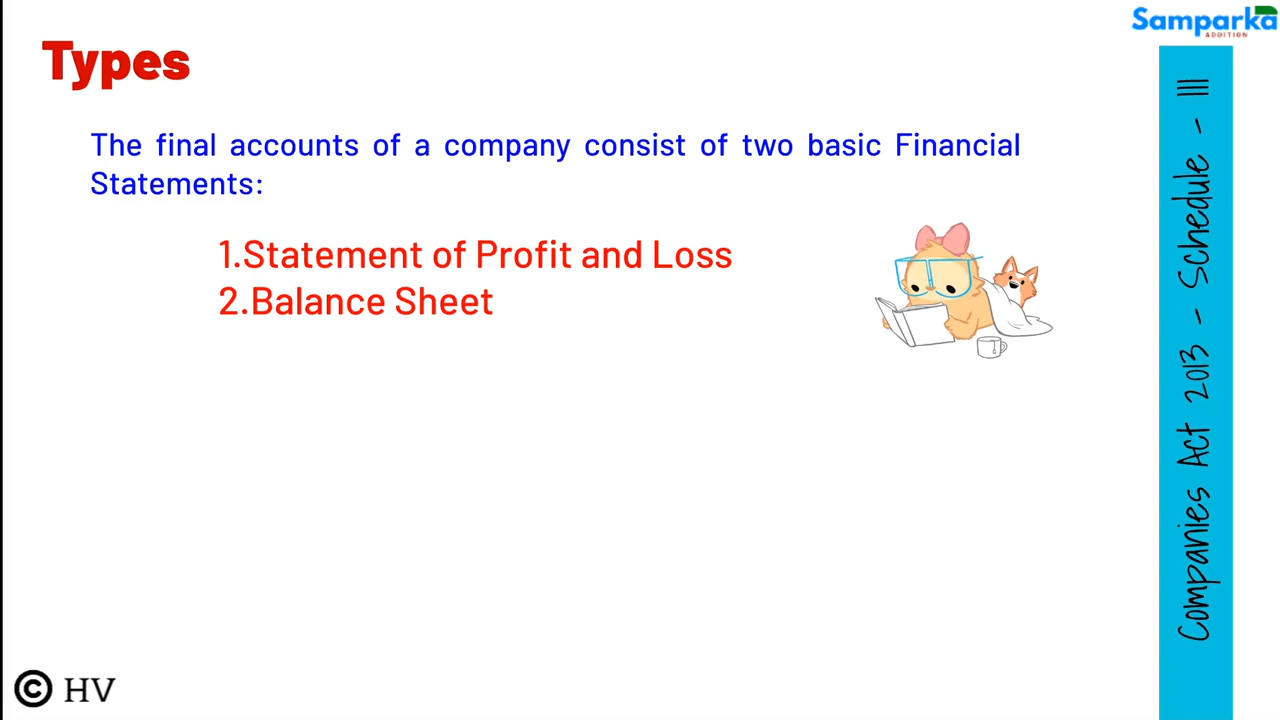 Samparka
ADDITION
Types
The final accounts of a company consist of two basic Financial
Statements:
1.Statement of Profit and Loss
2.Balance Sheet
Companies Act 2013 - Schedule - III
© HV